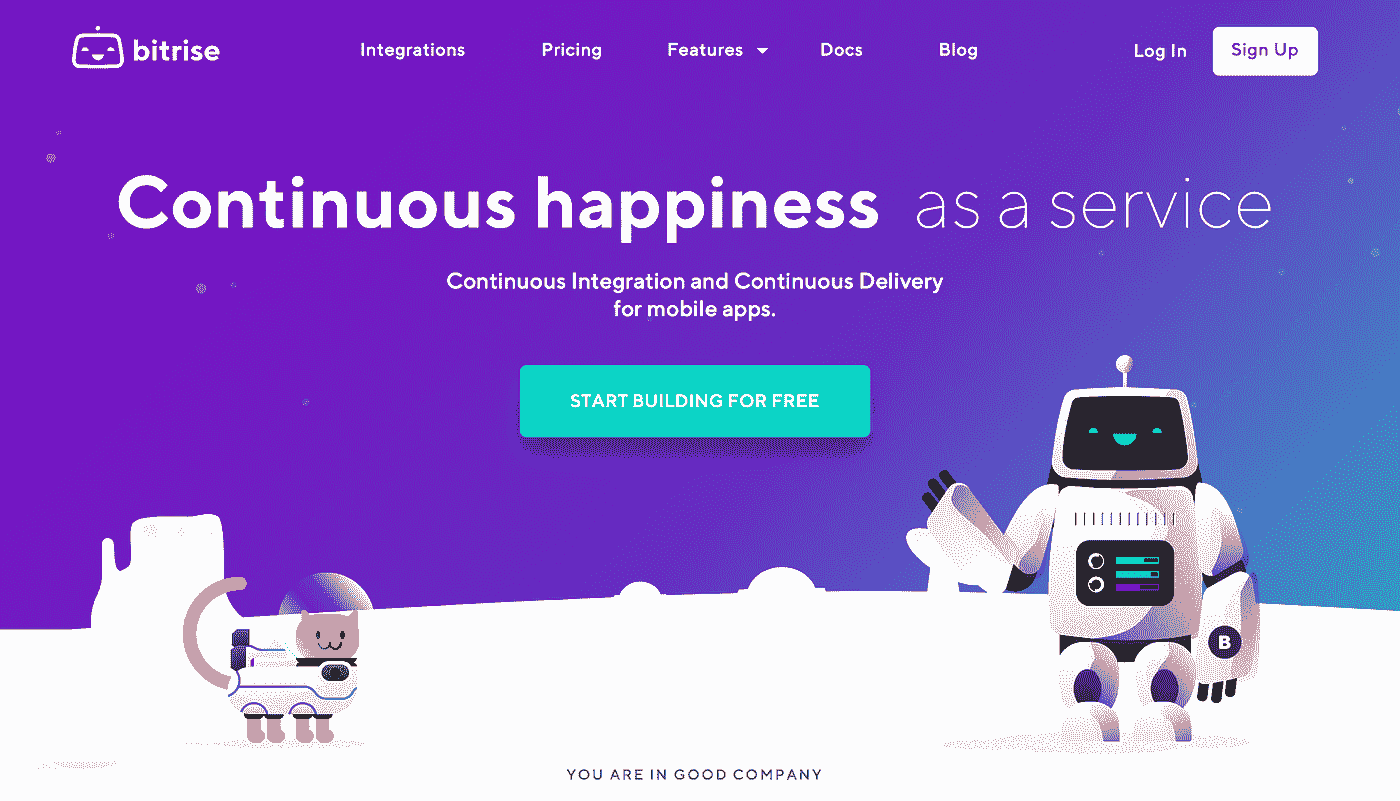 bitrise
Integrations
Pricing
Features
Docs
Blog
Log In
Sign Up
Continuous happiness as a service
Continuous Integration and Continuous Delivery
for mobile apps.
START BUILDING FOR FREE
B
YOU ARE IN GOOD COMPANY